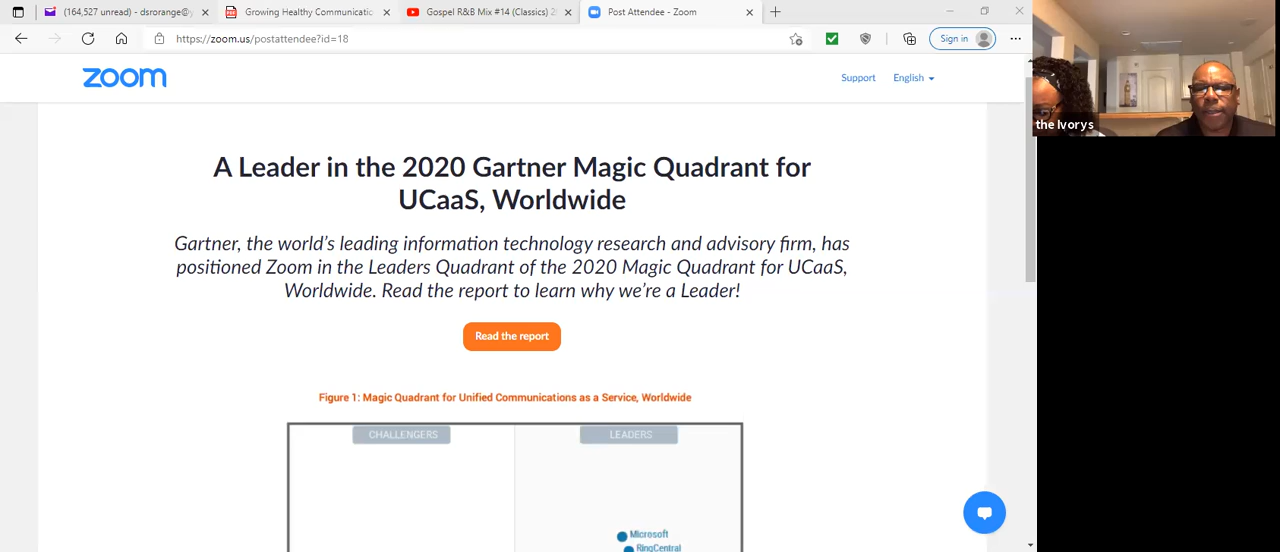 (164,527 unread) - dsrorange@y
Growing Healthy Communicatio
Gospel R&B Mix #14 (Classics) 2
Post Attendee - Zoom
https://zoom.us/postattendee?id=18
Sign in
zoom
Support
English
the Ivorys
A Leader in the 2020 Gartner Magic Quadrant for
UCaaS, Worldwide
Gartner, the world's leading information technology research and advisory firm, has
positioned Zoom in the Leaders Quadrant of the 2020 Magic Quadrant for UCaaS,
Worldwide. Read the report to learn why we're a Leader!
Read the report
Figure 1: Magic Quadrant for Unified Communications as a Service, Worldwide
CHALLENGERS
LEADERS
Microsoft
RingCentral